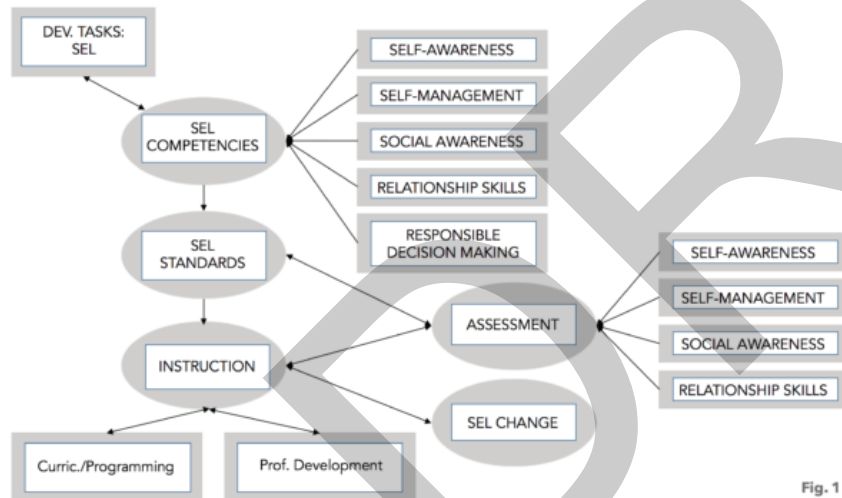 DEV. TASKS:
SEL
SELF-AWARENESS
SELF-MANAGEMENT
SEL
COMPETENCIES
SOCIAL AWARENESS
RELATIONSHIP SKILLS
RESPONSIBLE
DECISION MAKING
SEL
STANDARDS
SELF-AWARENESS
SELF-MANAGEMENT
ASSESSMENT
SOCIAL AWARENESS
INSTRUCTION
RELATIONSHIP SKILLS
SEL CHANGE
Curric./Programming
Prof. Development
Fig. 1